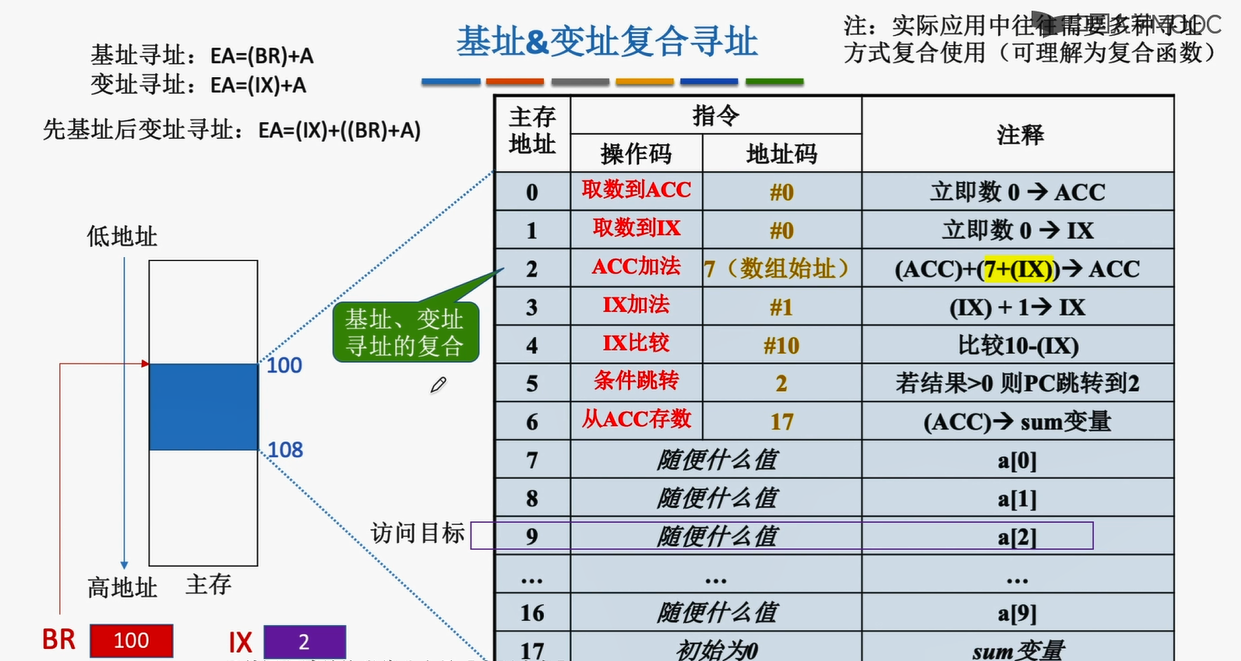 基址&变址复合寻址
注：实际应用中往往需要多种寻址
方式复合使用（可理解为复合函数）
基址寻址：EA=(BR)+A
变址寻址：EA=(IX)+A
先基址后变址寻址：EA=(IX)+((BR)+A)
主存地址 指令 注释
操作码 地址码
0 取数到ACC #0 立即数 0 → ACC
1 取数到IX #0 立即数 0 → IX
2 ACC加法 7（数组始址） (ACC)+(7+(IX))→ ACC
3 IX加法 #1 (IX) + 1→ IX
4 IX比较 #10 比较10-(IX)
5 条件跳转 2 若结果>0 则PC跳转到2
6 从ACC存数 17 (ACC)→ sum变量
7 随便什么值 a[0]
8 随便什么值 a[1]
9 随便什么值 a[2]
... ... ...
16 随便什么值 a[9]
17 初始为0 sum变量
低地址
基址、变址
寻址的复合
100
108
访问目标
高地址 主存
BR 100 IX 2